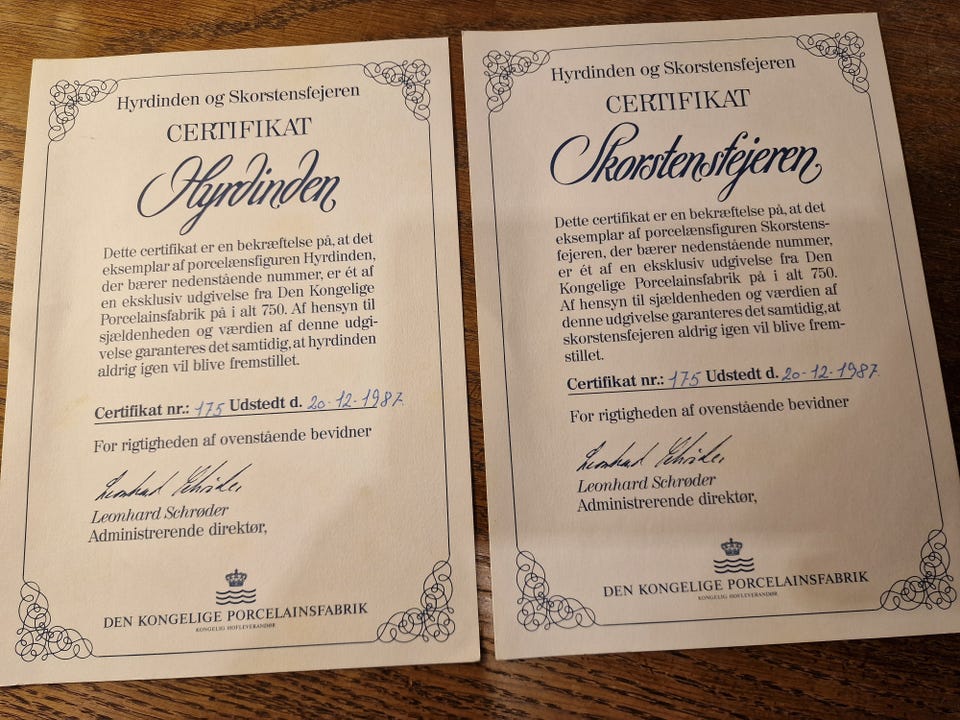 Hyrdinden og Skorstensfejeren
CERTIFIKAT
Hyrdinden
Dette certifikat er en bekræftelse på, at det
eksemplar af porcelænsfiguren Hyrdinden,
der bærer nedenstående nummer, er ét af
en eksklusiv udgivelse fra Den Kongelige
Porcelainsfabrik på i alt 750. Af hensyn til
sjældenheden og værdien af denne udgi-
velse garanteres det samtidig, at hyrdinden
aldrig igen vil blive fremstillet.
Certifikat nr.: 175 Udstedt d. 20-12-1987.
For rigtigheden af ovenstående bevidner
Leonhard Schrøder
Leonhard Schrøder
Administrerende direktør,
DEN KONGELIGE PORCELAINSFABRIK
KONGELIG HOFLEVERANDØR
Hyrdinden og Skorstensfejeren
CERTIFIKAT
Skorstensfejeren
Dette certifikat er en bekræftelse på, at det
eksemplar af porcelænsfiguren Skorstens-
fejeren, der bærer nedenstående nummer,
er ét af en eksklusiv udgivelse fra Den
Kongelige Porcelainsfabrik på i alt 750.
Af hensyn til sjældenheden og værdien af
denne udgivelse garanteres det samtidig, at
skorstensfejeren aldrig igen vil blive frem-
stillet.
Certifikat nr.: 175 Udstedt d. 20-12-1987.
For rigtigheden af ovenstående bevidner
Leonhard Schrøder
Leonhard Schrøder
Administrerende direktør,
DEN KONGELIGE PORCELAINSFABRIK
KONGELIG HOFLEVERANDØR